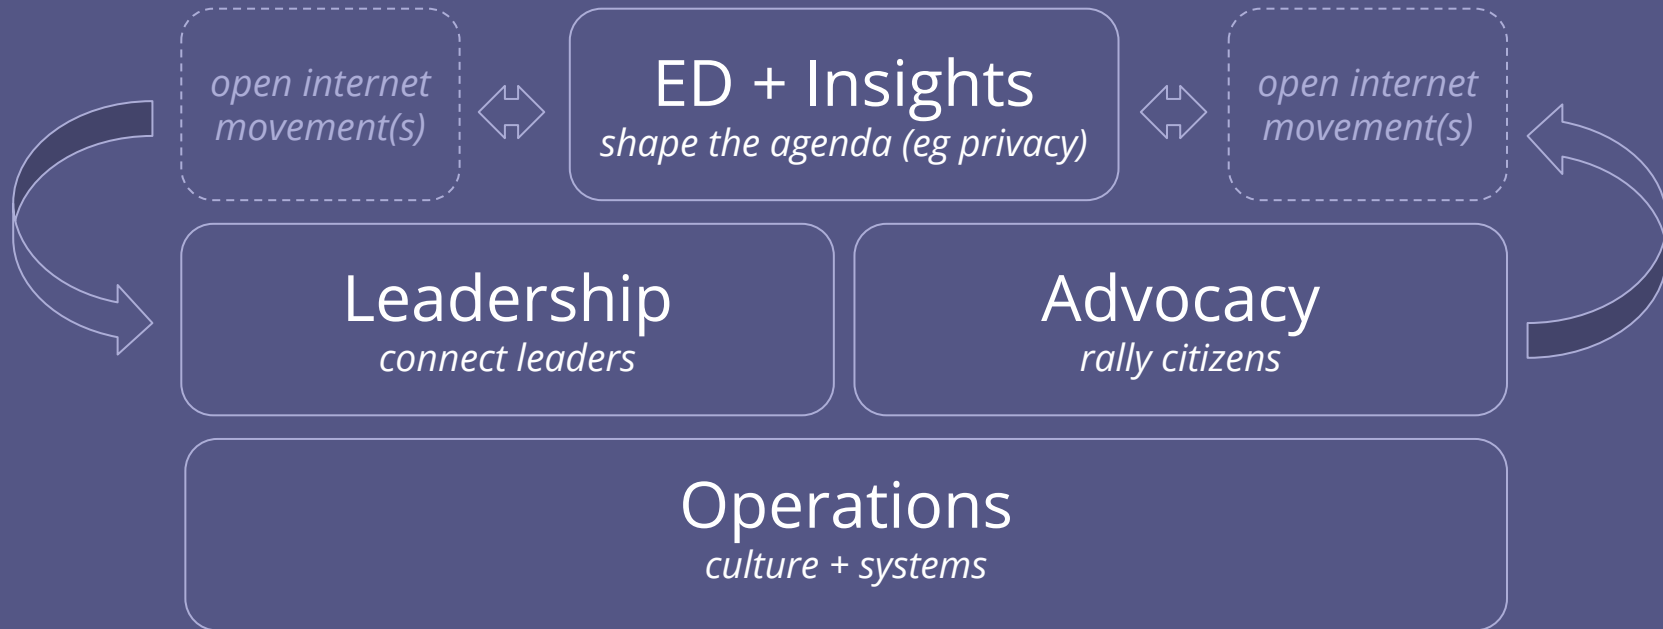 open internet
movement(s)
ED + Insights
shape the agenda (eg privacy)
open internet
movement(s)
Leadership
connect leaders
Advocacy
rally citizens
Operations
culture + systems